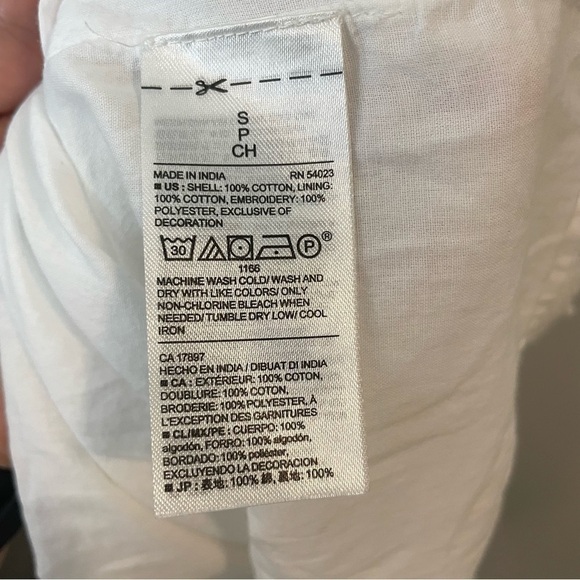 S
P
CH
MADE IN INDIA RN 54023
■ US : SHELL: 100% COTTON, LINING:
100% COTTON, EMBROIDERY: 100%
POLYESTER, EXCLUSIVE OF
DECORATION
30 P ®
1166
MACHINE WASH COLD/ WASH AND
DRY WITH LIKE COLORS/ ONLY
NON-CHLORINE BLEACH WHEN
NEEDED/ TUMBLE DRY LOW/ COOL
IRON
CA 17897
HECHO EN INDIA / DIBUAT DI INDIA
■ CA : EXTÉRIEUR: 100% COTON,
DOUBLURE: 100% COTON,
BRODERIE: 100% POLYESTER, À
L'EXCEPTION DES GARNITURES
■ CL/MX/PE : CUERPO: 100%
algodón, FORRO: 100% algodón,
BORDADO: 100% poliéster,
EXCLUYENDO LA DECORACION
■ JP : 表地: 100% 綿, 裏地: 100%